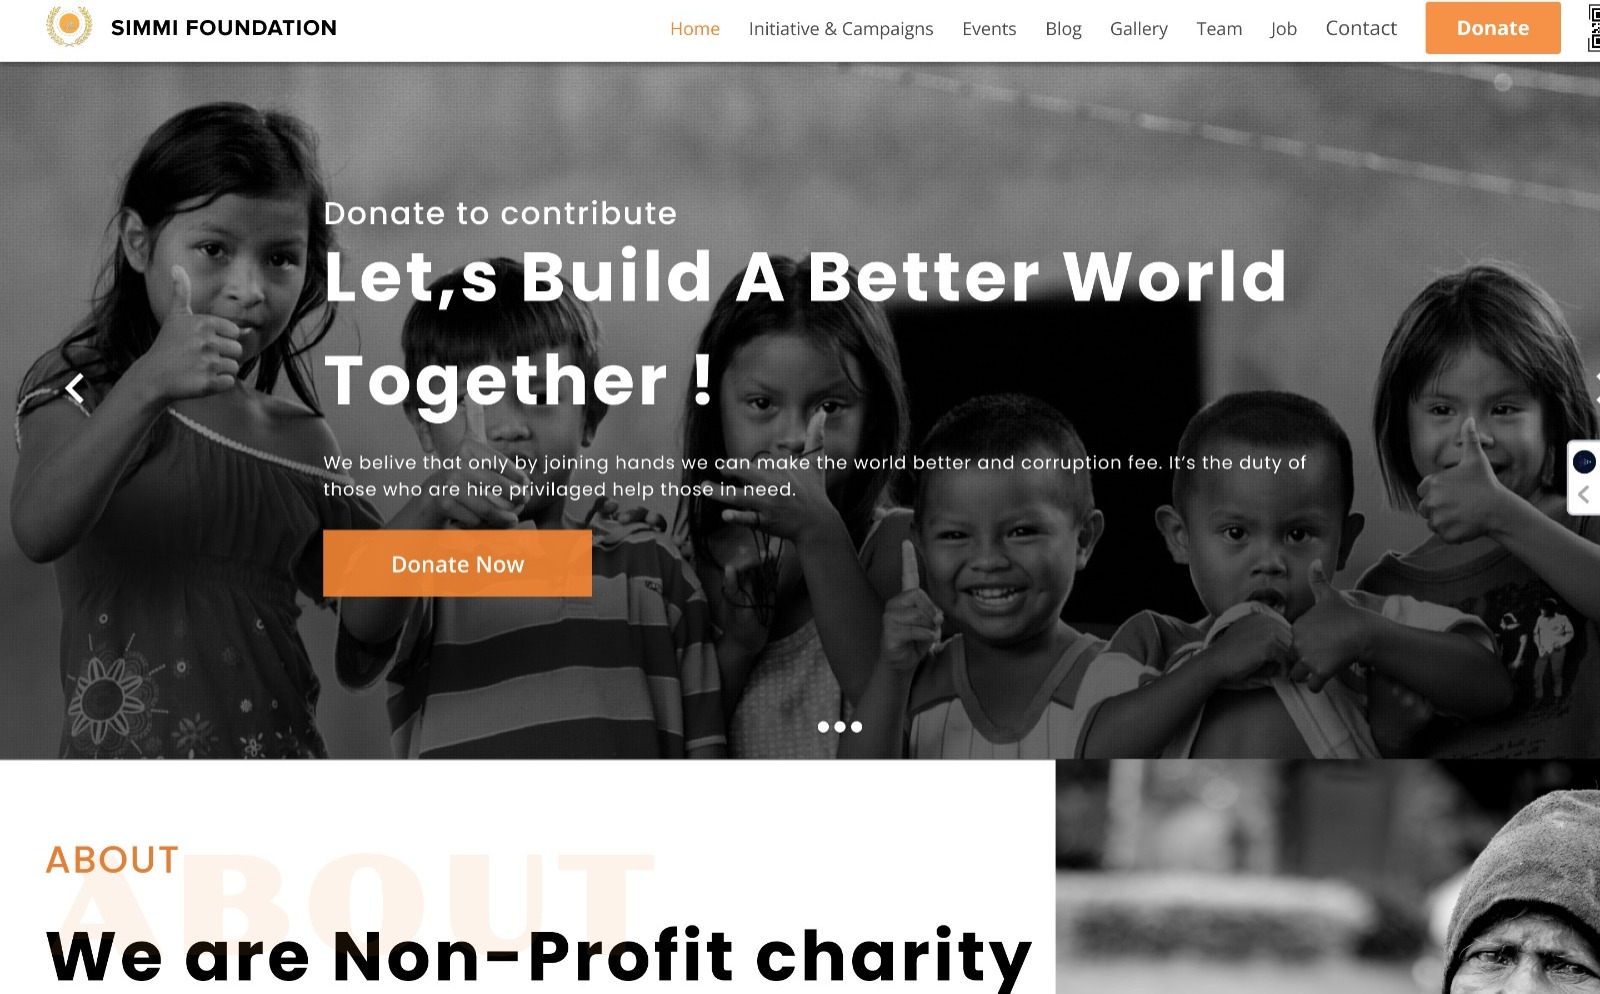 SIMMI FOUNDATION
Home Initiative & Campaigns Events Blog Gallery Team Job Contact Donate
Donate to contribute
Let,s Build A Better World
Together !
We belive that only by joining hands we can make the world better and corruption fee. It's the duty of
those who are hire privilaged help those in need.
Donate Now
ABOUT
ABOUT
We are Non-Profit charity